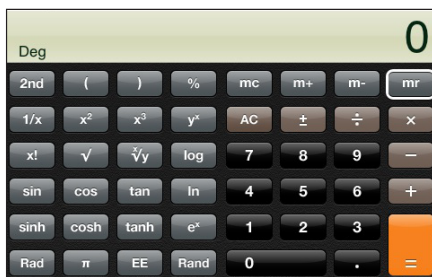 0
Deg
2nd ( ) % mc m+ m- mr
1/x x² x³ yˣ AC ± ÷ ×
x! √ ˣ√y log 7 8 9 −
sin cos tan ln 4 5 6 +
sinh cosh tanh eˣ 1 2 3
Rad π EE Rand 0 . =